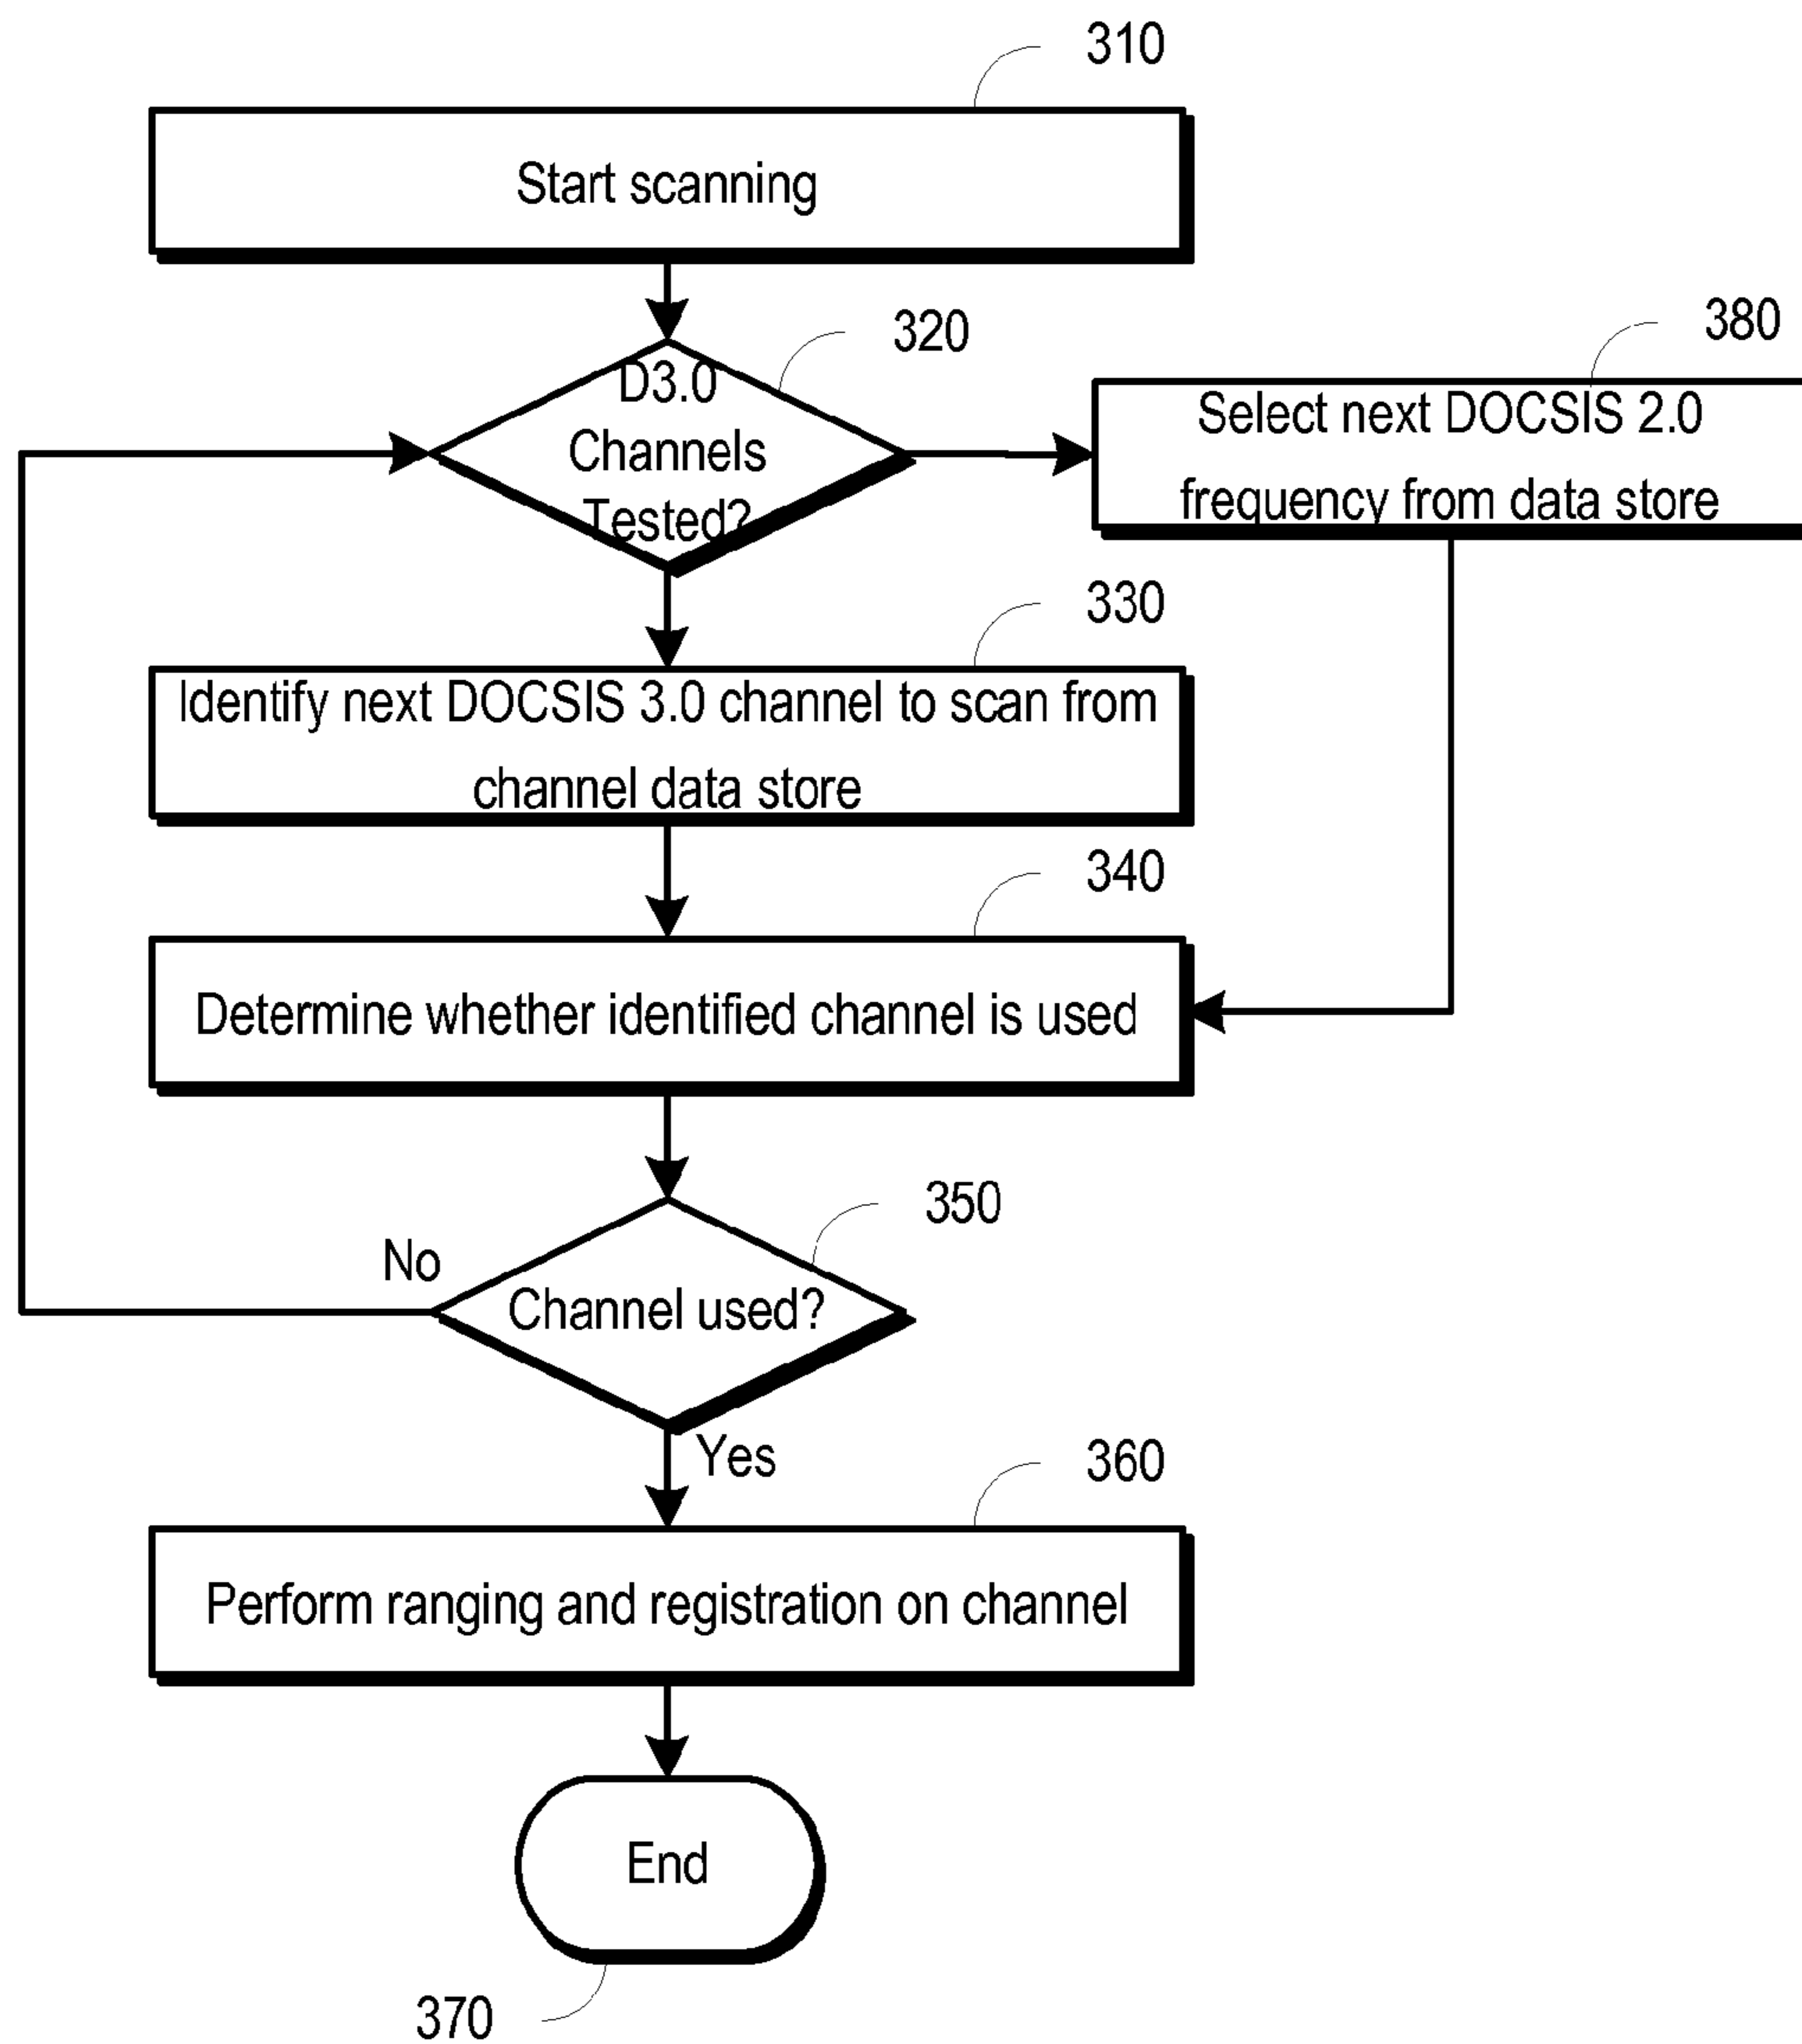 310
Start scanning
320
D3.0
Channels
Tested?
380
Select next DOCSIS 2.0
frequency from data store
330
Identify next DOCSIS 3.0 channel to scan from
channel data store
340
Determine whether identified channel is used
350
No
Channel used?
Yes
360
Perform ranging and registration on channel
End
370